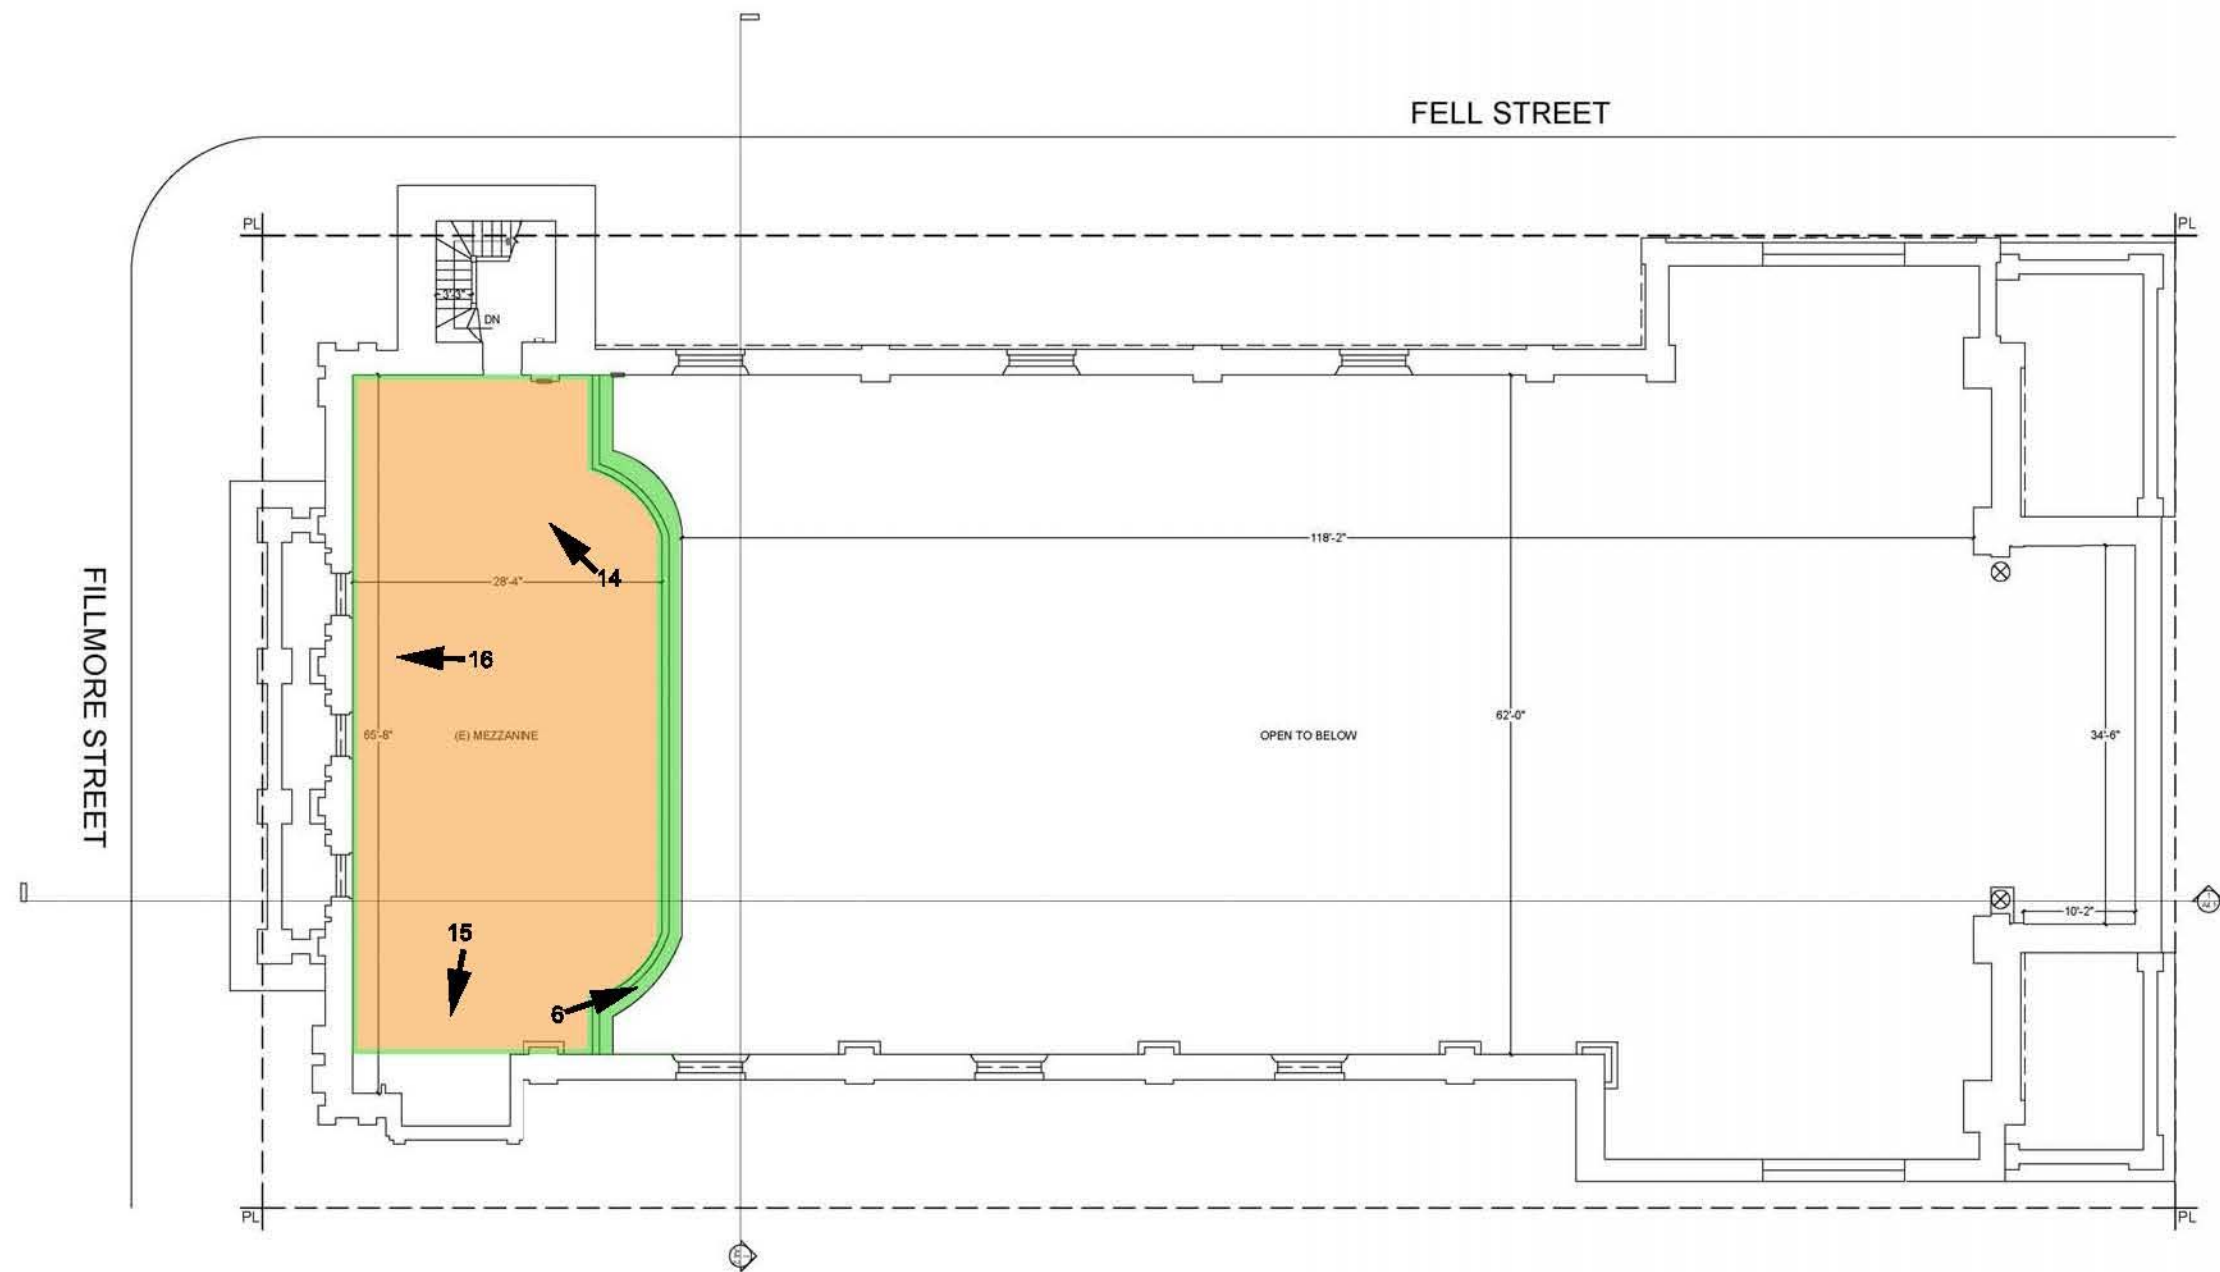 FELL STREET
PL
PL
3'-3"
DN
118'-2"
14
28'-4"
16
FILLMORE STREET
62'-0"
65'-8"
(E) MEZZANINE
OPEN TO BELOW
34'-6"
10'-2"
15
6
PL
PL